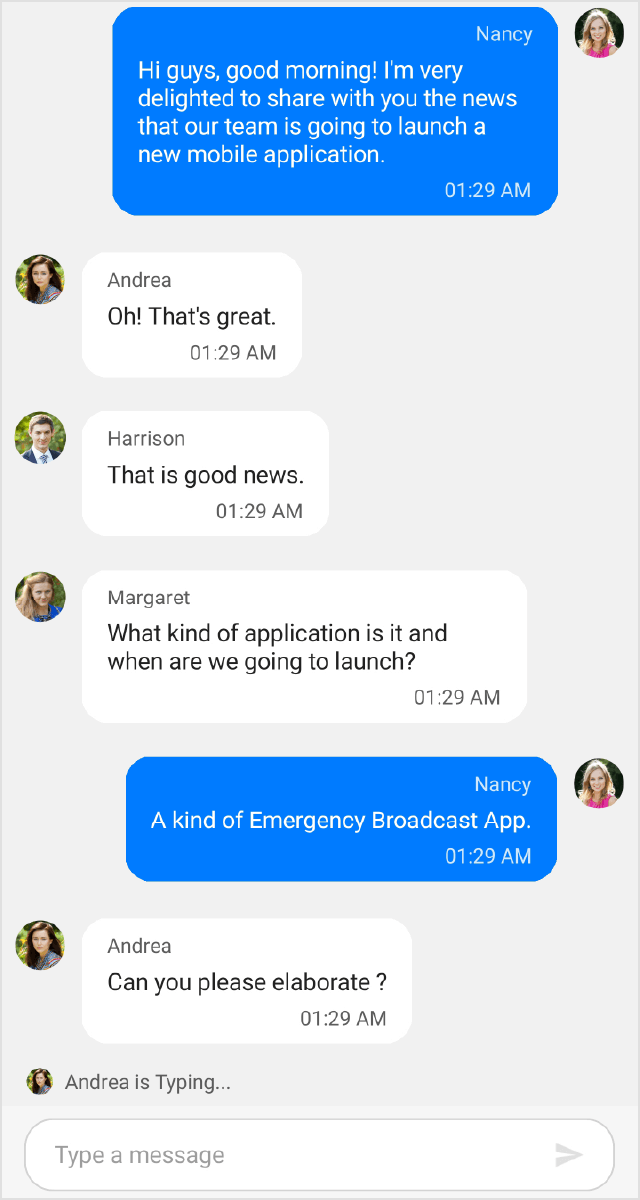 Nancy
Hi guys, good morning! I'm very
delighted to share with you the news
that our team is going to launch a
new mobile application.
01:29 AM
Andrea
Oh! That's great.
01:29 AM
Harrison
That is good news.
01:29 AM
Margaret
What kind of application is it and
when are we going to launch?
01:29 AM
Nancy
A kind of Emergency Broadcast App.
01:29 AM
Andrea
Can you please elaborate ?
01:29 AM
Andrea is Typing...
Type a message